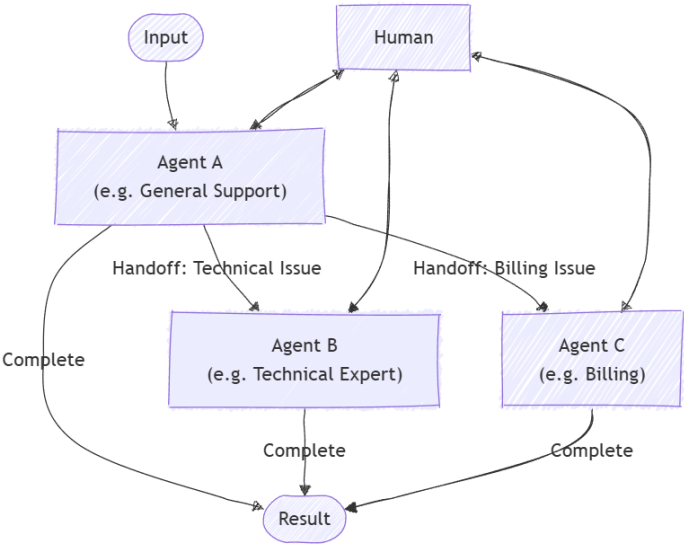 Input
Human
Agent A
(e.g. General Support)
Handoff: Technical Issue
Handoff: Billing Issue
Agent B
(e.g. Technical Expert)
Agent C
(e.g. Billing)
Complete
Complete
Complete
Result